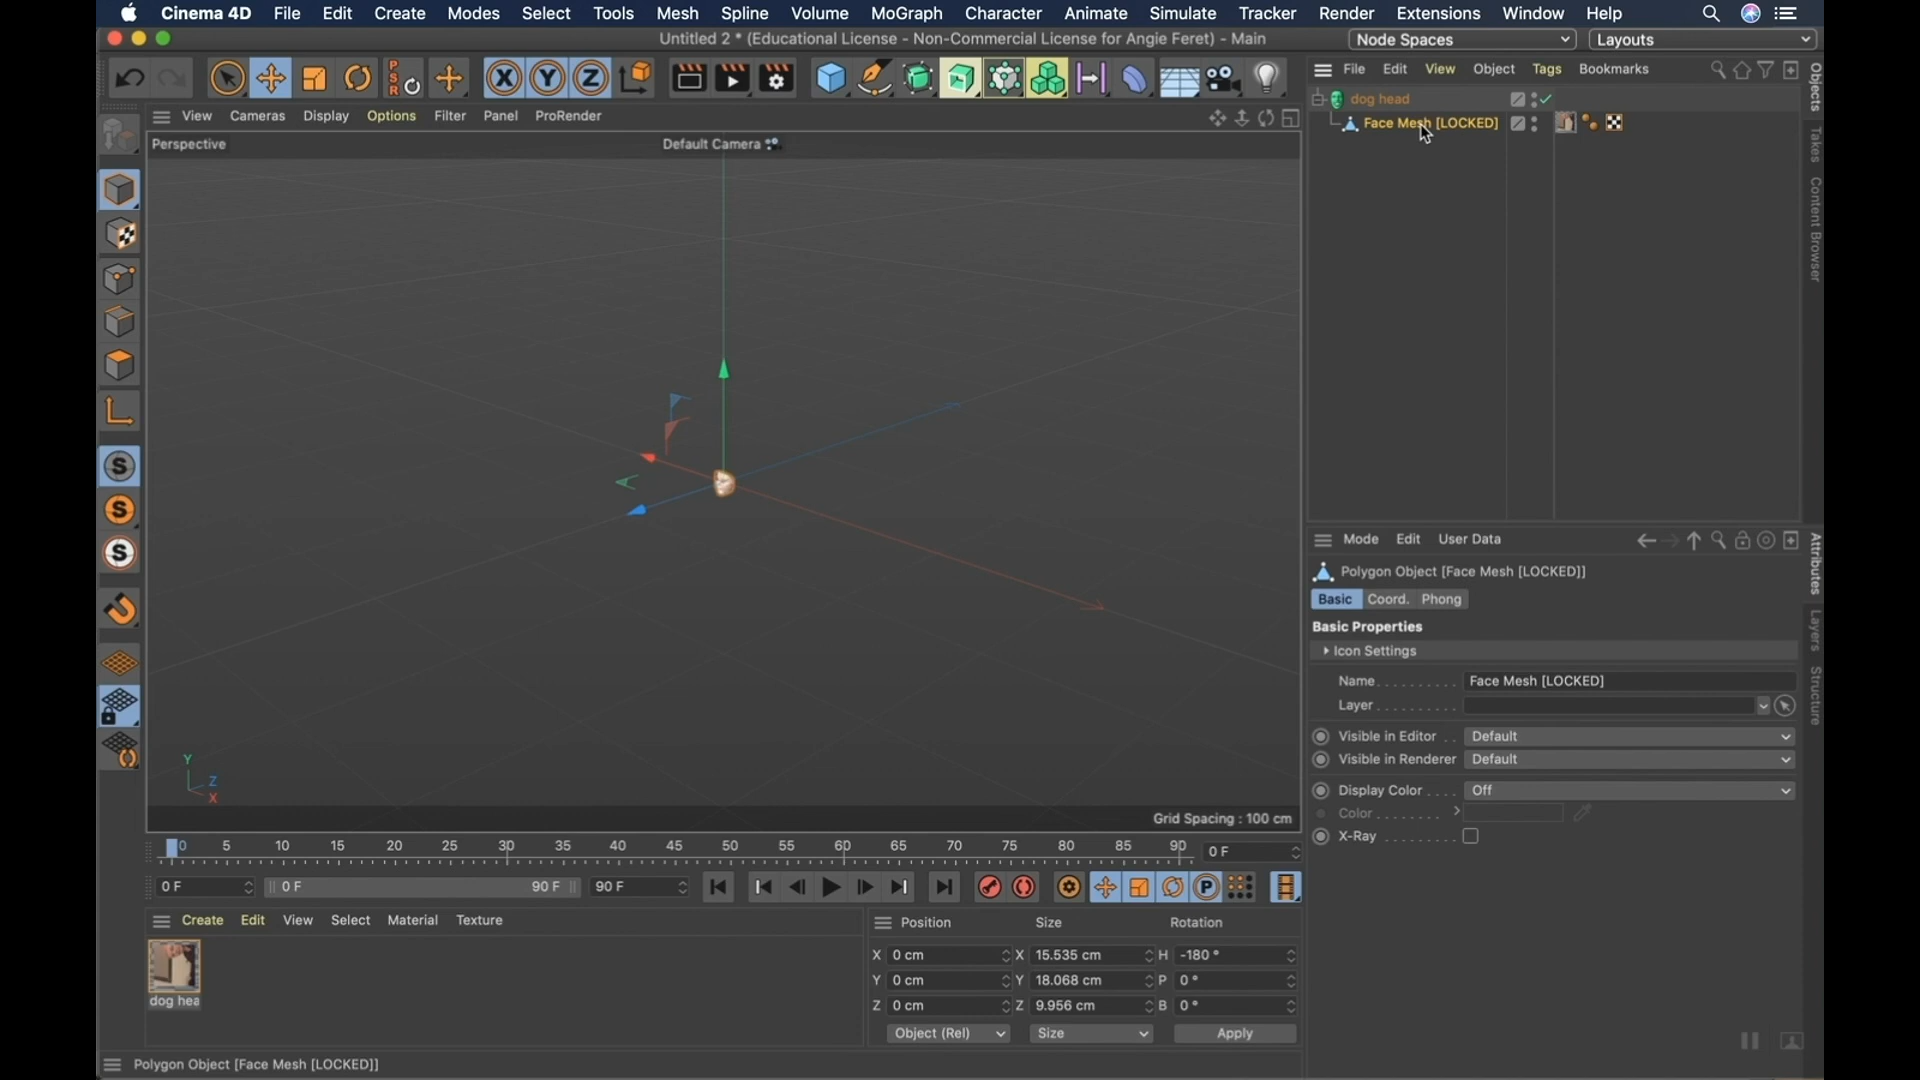 Cinema 4D File Edit Create Modes Select Tools Mesh Spline Volume MoGraph Character Animate Simulate Tracker Render Extensions Window Help
Untitled 2 * (Educational License - Non-Commercial License for Angie Feret) - Main
Node Spaces
Layouts
PSR
X Y Z
File Edit View Object Tags Bookmarks
dog head
Face Mesh [LOCKED]
Objects
Takes
Content Browser
View Cameras Display Options Filter Panel ProRender
Perspective
Default Camera
S
S
S
Y
Z
X
Grid Spacing : 100 cm
Mode Edit User Data
Polygon Object [Face Mesh [LOCKED]]
Basic Coord. Phong
Basic Properties
Icon Settings
Name . . . . . . . . . . Face Mesh [LOCKED]
Layer . . . . . . . . . .
Visible in Editor . . Default
Visible in Renderer Default
Display Color . . . . Off
Color . . . . . . . .
X-Ray . . . . . . . . .
Attributes
Layers
Structure
0 5 10 15 20 25 30 35 40 45 50 55 60 65 70 75 80 85 90
0 F
0 F
0 F 90 F
90 F
P
Create Edit View Select Material Texture
dog hea
Position Size Rotation
X 0 cm X 15.535 cm H -180 °
Y 0 cm Y 18.068 cm P 0 °
Z 0 cm Z 9.956 cm B 0 °
Object (Rel) Size Apply
Polygon Object [Face Mesh [LOCKED]]